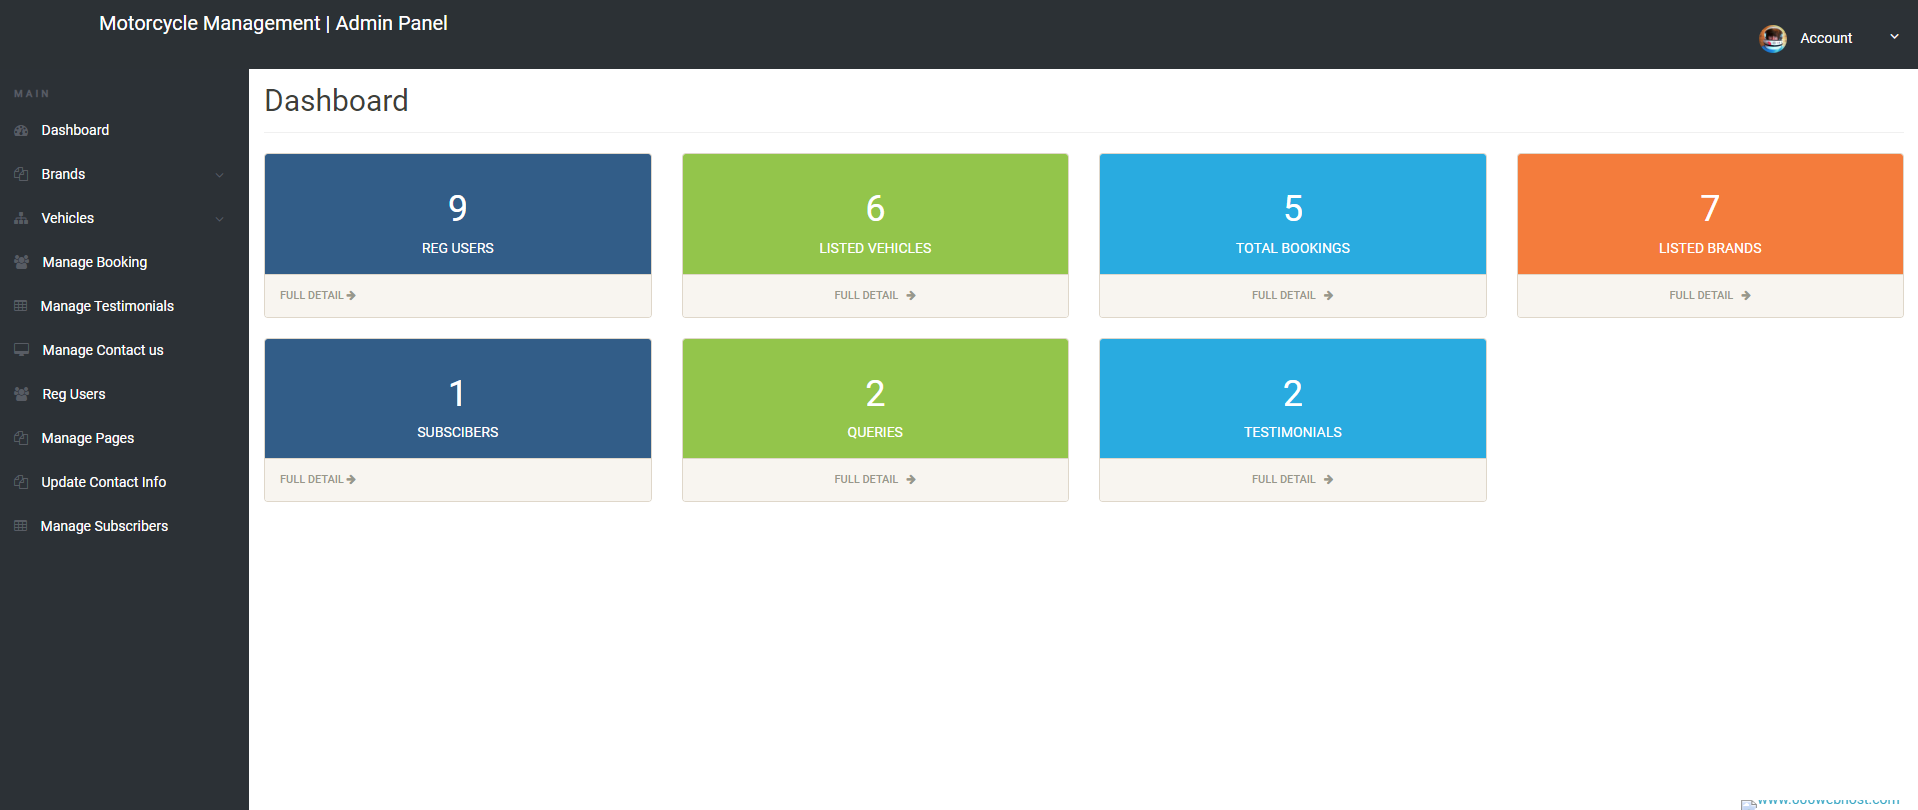 Motorcycle Management | Admin Panel
Account
MAIN
Dashboard
Brands
Vehicles
Manage Booking
Manage Testimonials
Manage Contact us
Reg Users
Manage Pages
Update Contact Info
Manage Subscribers
Dashboard
9
REG USERS
FULL DETAIL
6
LISTED VEHICLES
FULL DETAIL
5
TOTAL BOOKINGS
FULL DETAIL
7
LISTED BRANDS
FULL DETAIL
1
SUBSCIBERS
FULL DETAIL
2
QUERIES
FULL DETAIL
2
TESTIMONIALS
FULL DETAIL